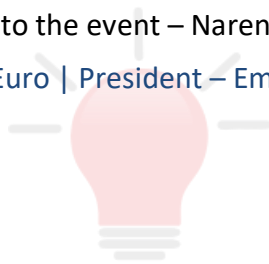 to the event – Naren
Euro | President – Em